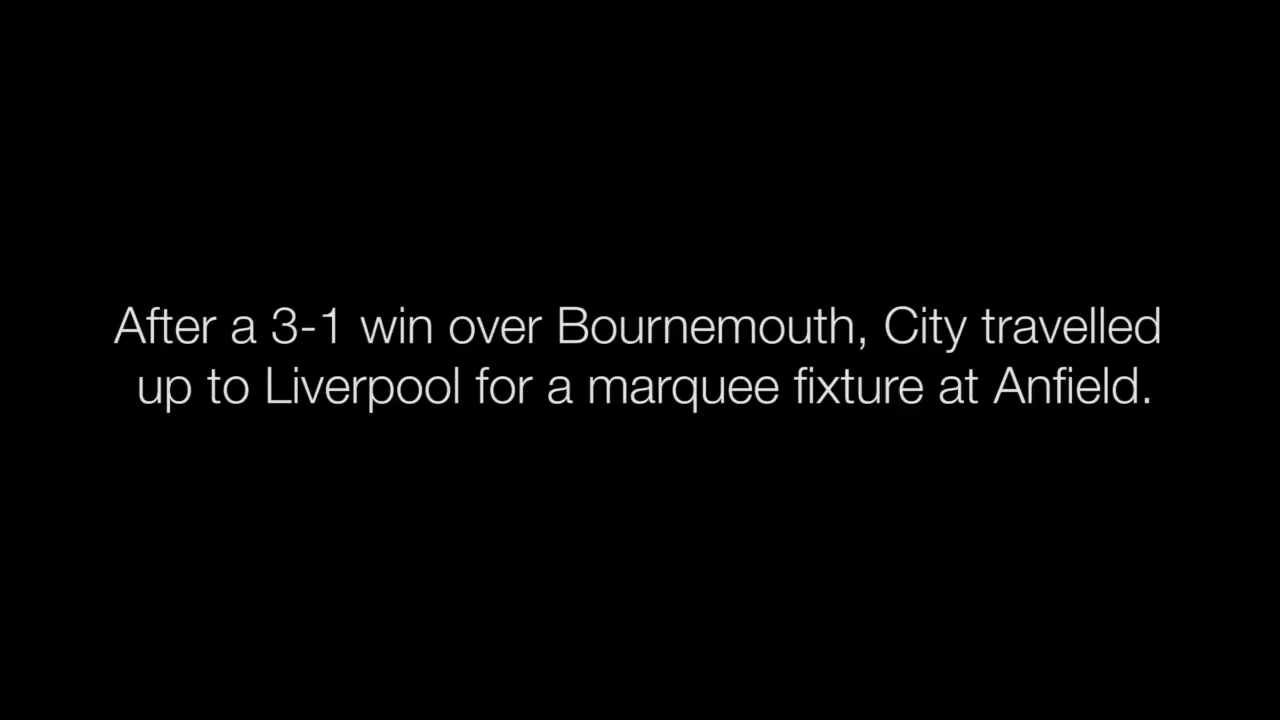 After a 3-1 win over Bournemouth, City travelled
up to Liverpool for a marquee fixture at Anfield.